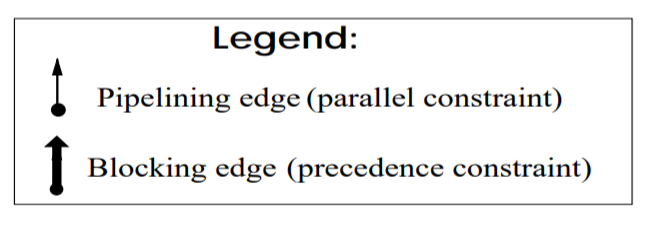 Legend:
Pipelining edge (parallel constraint)
Blocking edge (precedence constraint)